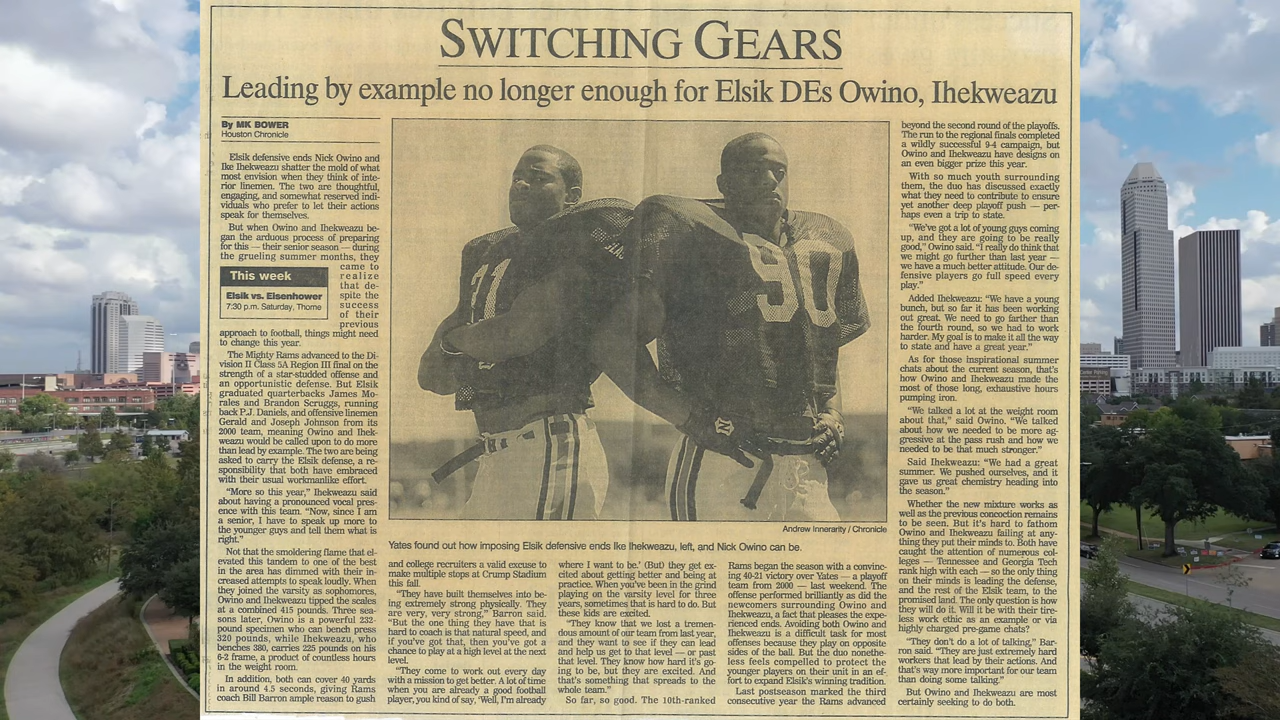 SWITCHING GEARS
Leading by example no longer enough for Elsik DEs Owino, Ihekweazu
By MK BOWER
Houston Chronicle
Elsik defensive ends Nick Owino and
Ike Ihekweazu shatter the mold of what
most envision when they think of inte-
rior linemen. The two are thoughtful,
engaging, and somewhat reserved indi-
viduals who prefer to let their actions
speak for themselves.
But when Owino and Ihekweazu be-
gan the arduous process of preparing
for this — their senior season — during
the grueling summer months, they
came to
realize
that de-
spite the
success
of their
previous
This week
Elsik vs. Eisenhower
7:30 p.m. Saturday, Thorne
approach to football, things might need
to change this year.
The Mighty Rams advanced to the Di-
vision II Class 5A Region III final on the
strength of a star-studded offense and
an opportunistic defense. But Elsik
graduated quarterbacks James Mo-
rales and Brandon Scruggs, running
back P.J. Daniels, and offensive linemen
Gerald and Joseph Johnson from its
2000 team, meaning Owino and Ihek-
weazu would be called upon to do more
than lead by example. The two are being
asked to carry the Elsik defense, a re-
sponsibility that both have embraced
with their usual workmanlike effort.
"More so this year," Ihekweazu said
about having a pronounced vocal pres-
ence with this team. "Now, since I am
a senior, I have to speak up more to
the younger guys and tell them what is
right."
Not that the smoldering flame that el-
evated this tandem to one of the best
in the area has dimmed with their in-
creased attempts to speak loudly. When
they joined the varsity as sophomores,
Owino and Ihekweazu tipped the scales
at a combined 415 pounds. Three sea-
sons later, Owino is a powerful 232-
pound specimen who can bench press
320 pounds, while Ihekweazu, who
benches 380, carries 225 pounds on his
6-2 frame, a product of countless hours
in the weight room.
In addition, both can cover 40 yards
in around 4.5 seconds, giving Rams
coach Bill Barron ample reason to gush
11
90
Andrew Innerarity / Chronicle
Yates found out how imposing Elsik defensive ends Ike Ihekweazu, left, and Nick Owino can be.
and college recruiters a valid excuse to
make multiple stops at Crump Stadium
this fall.
"They have built themselves into be-
ing extremely strong physically. They
are very, very strong," Barron said.
"But the one thing they have that is
hard to coach is that natural speed, and
if you've got that, then you've got a
chance to play at a high level at the next
level.
"They come to work out every day
with a mission to get better. A lot of time
when you are already a good football
player, you kind of say, 'Well, I'm already
where I want to be.' (But) they get ex-
cited about getting better and being at
practice. When you've been in the grind
of playing on the varsity level for three
years, sometimes that is hard to do. But
these kids are excited.
"They know that we lost a tremen-
dous amount of our team from last year,
and they want to see if they can lead
and help us get to that level — or past
that level. They know how hard it's go-
ing to be, but they are excited. And
that's something that spreads to the
whole team."
So far, so good. The 10th-ranked
Rams began the season with a convinc-
ing 40-21 victory over Yates — a playoff
team from 2000 — last weekend. The
offense performed brilliantly as did the
newcomers surrounding Owino and
Ihekweazu, a fact that pleases the experi-
enced ends. Avoiding both Owino and
Ihekweazu is a difficult task for most
offenses because they play on opposite
sides of the ball. But the duo nonethe-
less feels compelled to protect the
younger players on their unit in an ef-
fort to expand Elsik's winning tradition.
Last postseason marked the third
consecutive year the Rams advanced
beyond the second round of the playoffs.
The run to the regional finals completed
a wildly successful 9-4 campaign, but
Owino and Ihekweazu have designs on
an even bigger prize this year.
With so much youth surrounding
them, the duo has discussed exactly
what they need to contribute to ensure
yet another deep playoff push — per-
haps even a trip to state.
"We've got a lot of young guys coming
up, and they are going to be really
good," Owino said. "I really do think that
we might go further than last year —
we have a much better attitude. Our de-
fensive players go full speed every
play."
Added Ihekweazu: "We have a young
bunch, but so far it has been working
out great. We need to go farther than
the fourth round, so we had to work
harder. My goal is to make it all the way
to state and have a great year."
As for those inspirational summer
chats about the current season, that's
how Owino and Ihekweazu made the
most of those long, exhaustive hours
pumping iron.
"We talked a lot at the weight room
about that," said Owino. "We talked
about how we needed to be more ag-
gressive at the pass rush and how we
needed to be that much stronger."
Said Ihekweazu: "We had a great
summer. We pushed ourselves, and it
gave us great chemistry heading into
the season."
Whether the new mixture works as
well as the previous concoction remains
to be seen. But it's hard to fathom
Owino and Ihekweazu failing at any-
thing they put their minds to. Both have
caught the attention of numerous col-
leges — Tennessee and Georgia Tech
rank high with each — so the only thing
on their minds is leading the defense,
and the rest of the Elsik team, to the
promised land. The only question is how
they will do it. Will it be with their tire-
less work ethic as an example or via
highly charged pre-game chats?
"They don't do a lot of talking," Bar-
ron said. "They are just extremely hard
workers that lead by their actions. And
that's way more important for our team
than doing some talking."
But Owino and Ihekweazu are most
certainly seeking to do both.